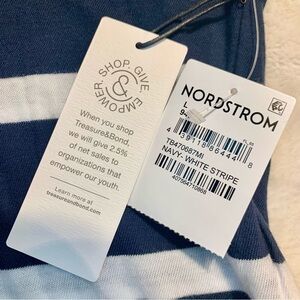 SHOP. GIVE. EMPOWER.
&
When you shop
Treasure&Bond,
we will give 2.5%
of net sales to
organizations that
empower our youth.
Learn more at
treasureandbond.com
NORDSTROM
L
TB470687MI
NAVY- WHITE STRIPE